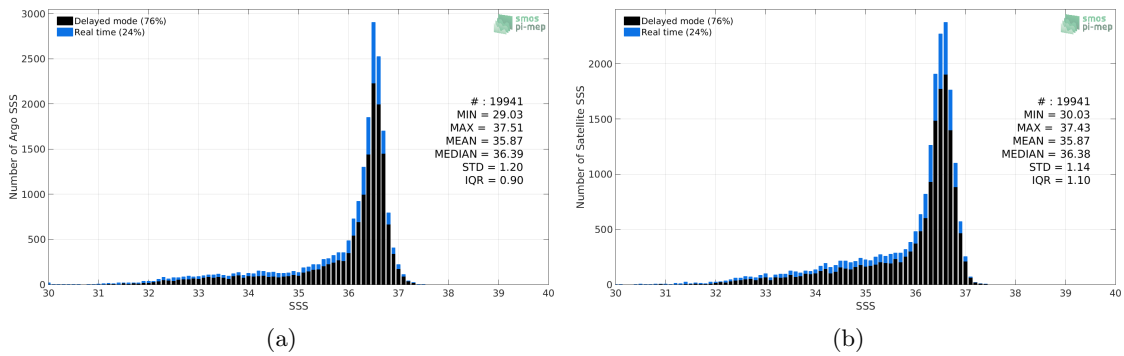 Delayed mode (76%)
Real time (24%)
smos
pi-mep
3000
2500
2000
1500
1000
500
0
Number of Argo SSS
# : 19941
MIN = 29.03
MAX = 37.51
MEAN = 35.87
MEDIAN = 36.39
STD = 1.20
IQR = 0.90
30 31 32 33 34 35 36 37 38 39 40
SSS
(a)
Delayed mode (76%)
Real time (24%)
smos
pi-mep
2000
1500
1000
500
0
Number of Satellite SSS
# : 19941
MIN = 30.03
MAX = 37.43
MEAN = 35.87
MEDIAN = 36.38
STD = 1.14
IQR = 1.10
30 31 32 33 34 35 36 37 38 39 40
SSS
(b)